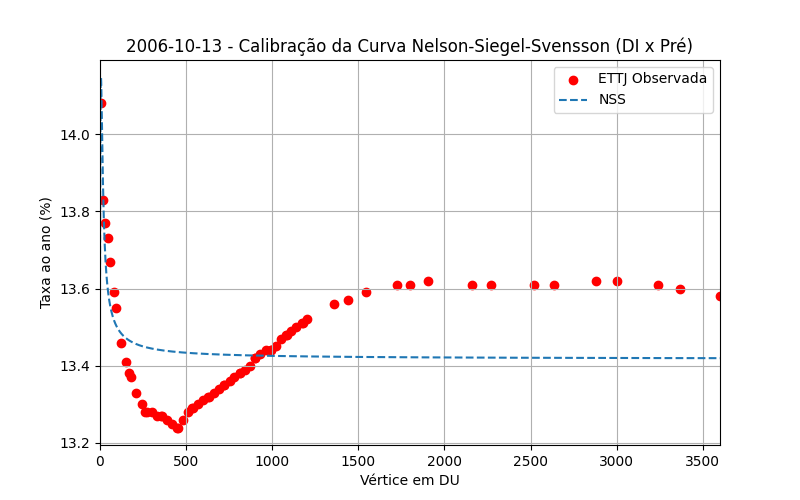 2006-10-13 - Calibração da Curva Nelson-Siegel-Svensson (DI x Pré)
ETTJ Observada
NSS
Taxa ao ano (%)
14.0
13.8
13.6
13.4
13.2
0 500 1000 1500 2000 2500 3000 3500
Vértice em DU